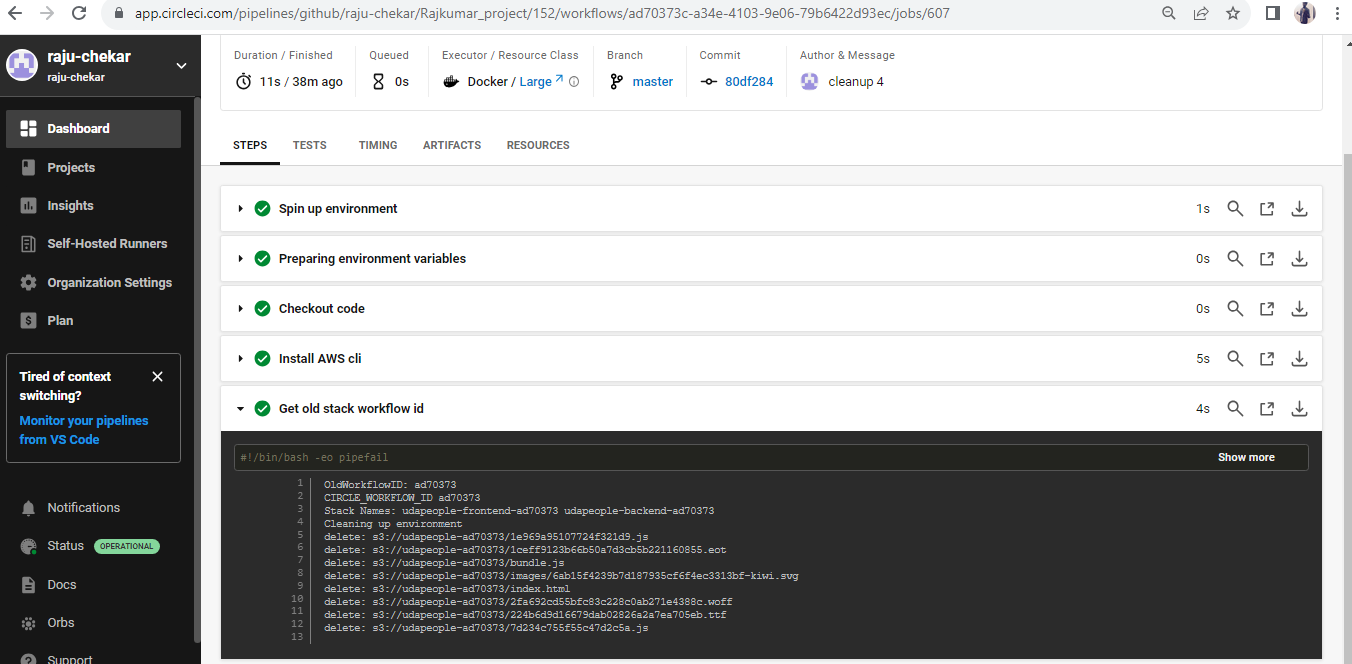 app.circleci.com/pipelines/github/raju-chekar/Rajkumar_project/152/workflows/ad70373c-a34e-4103-9e06-79b6422d93ec/jobs/607
raju-chekar
raju-chekar
Dashboard
Projects
Insights
Self-Hosted Runners
Organization Settings
Plan
Tired of context
switching?
Monitor your pipelines
from VS Code
Notifications
Status OPERATIONAL
Docs
Orbs
Support
Duration / Finished Queued Executor / Resource Class Branch Commit Author & Message
11s / 38m ago 0s Docker / Large master 80df284 cleanup 4
STEPS TESTS TIMING ARTIFACTS RESOURCES
Spin up environment 1s
Preparing environment variables 0s
Checkout code 0s
Install AWS cli 5s
Get old stack workflow id 4s
#!/bin/bash -eo pipefail Show more
1 OldWorkflowID: ad70373
2 CIRCLE_WORKFLOW_ID ad70373
3 Stack Names: udapeople-frontend-ad70373 udapeople-backend-ad70373
4 Cleaning up environment
5 delete: s3://udapeople-ad70373/1e969a95107724f321d9.js
6 delete: s3://udapeople-ad70373/1ceff9123b66b50a7d3cb5b221160855.eot
7 delete: s3://udapeople-ad70373/bundle.js
8 delete: s3://udapeople-ad70373/images/6ab15f4239b7d187935cf6f4ec3313bf-kiwi.svg
9 delete: s3://udapeople-ad70373/index.html
10 delete: s3://udapeople-ad70373/2fa692cd55bfc83c228c0ab271e4388c.woff
11 delete: s3://udapeople-ad70373/224b6d9d16679dab02826a2a7ea705eb.ttf
12 delete: s3://udapeople-ad70373/7d234c755f55c47d2c5a.js
13